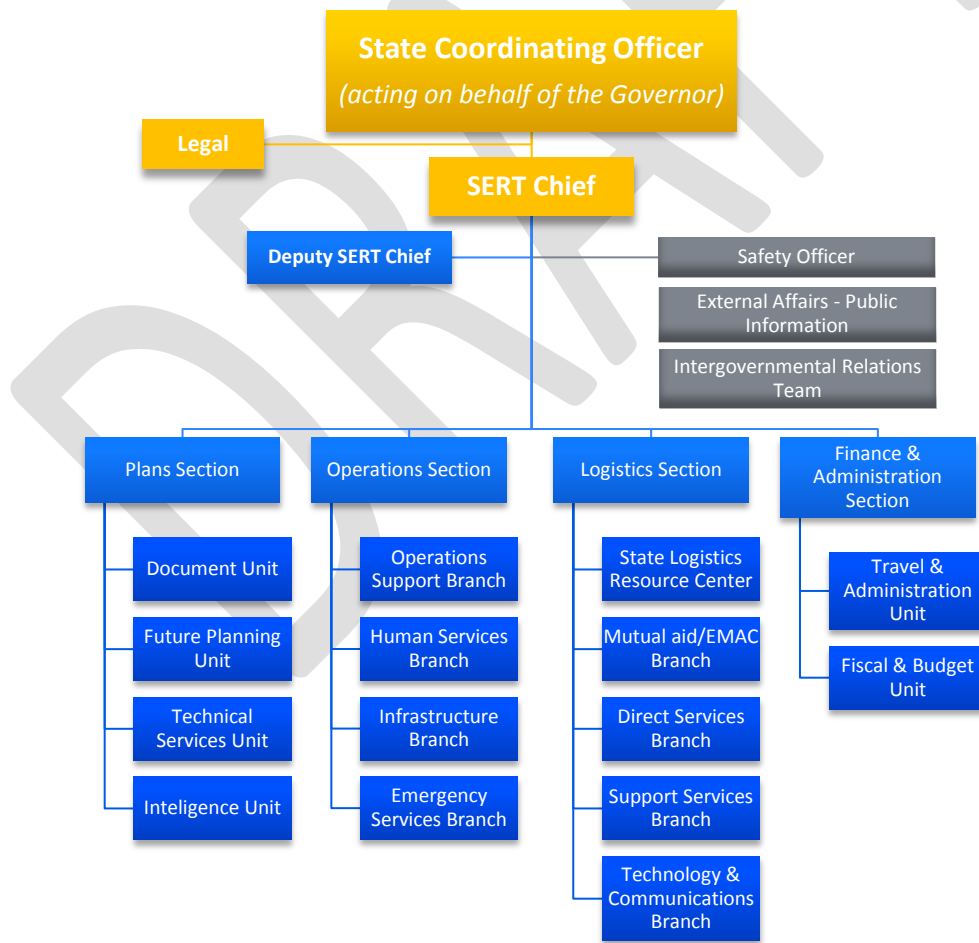 State Coordinating Officer
(acting on behalf of the Governor)
Legal
SERT Chief
Deputy SERT Chief
Safety Officer
External Affairs - Public
Information
Intergovernmental Relations
Team
Plans Section
Document Unit
Future Planning
Unit
Technical
Services Unit
Inteligence Unit
Operations Section
Operations
Support Branch
Human Services
Branch
Infrastructure
Branch
Emergency
Services Branch
Logistics Section
State Logistics
Resource Center
Mutual aid/EMAC
Branch
Direct Services
Branch
Support Services
Branch
Technology &
Communications
Branch
Finance &
Administration
Section
Travel &
Administration
Unit
Fiscal & Budget
Unit